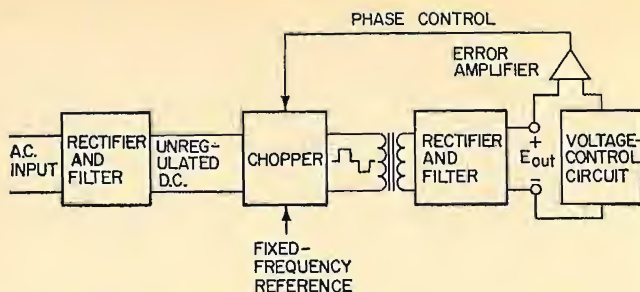 PHASE CONTROL
ERROR
AMPLIFIER
A.C.
INPUT
RECTIFIER
AND
FILTER
UNREG-
ULATED
D.C.
CHOPPER
RECTIFIER
AND
FILTER
+
Eout
−
VOLTAGE-
CONTROL
CIRCUIT
FIXED-
FREQUENCY
REFERENCE